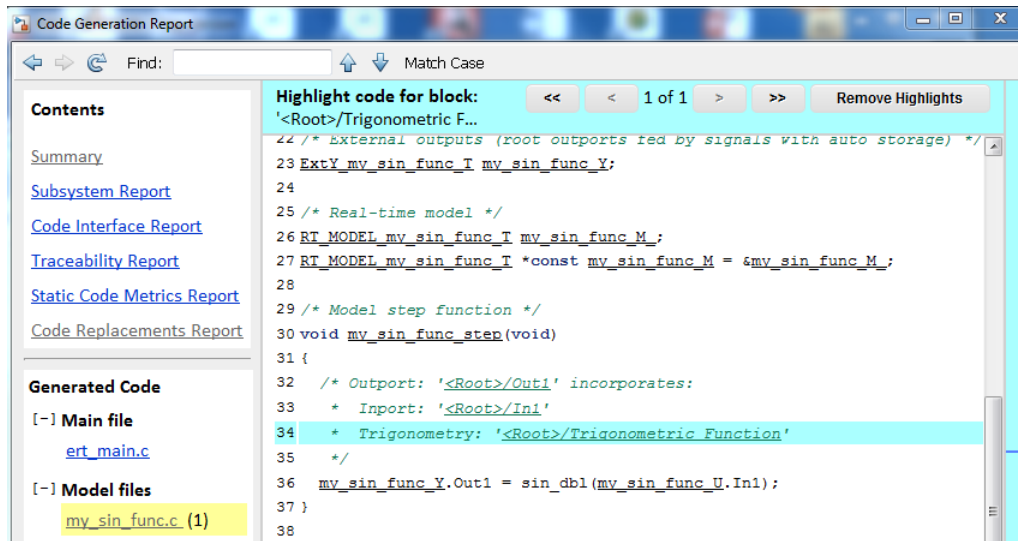 Code Generation Report
Find:
Match Case
Contents
Summary
Subsystem Report
Code Interface Report
Traceability Report
Static Code Metrics Report
Code Replacements Report
Generated Code
[-] Main file
ert_main.c
[-] Model files
my_sin_func.c (1)
Highlight code for block:
'<Root>/Trigonometric F...
<< < 1 of 1 > >> Remove Highlights
22 /* External outputs (root outports fed by signals with auto storage) */
23 ExtY_my_sin_func_T my_sin_func_Y;
24
25 /* Real-time model */
26 RT_MODEL_my_sin_func_T my_sin_func_M_;
27 RT_MODEL_my_sin_func_T *const my_sin_func_M = &my_sin_func_M_;
28
29 /* Model step function */
30 void my_sin_func_step(void)
31 {
32 /* Outport: '<Root>/Out1' incorporates:
33 * Inport: '<Root>/In1'
34 * Trigonometry: '<Root>/Trigonometric Function'
35 */
36 my_sin_func_Y.Out1 = sin_dbl(my_sin_func_U.In1);
37 }
38